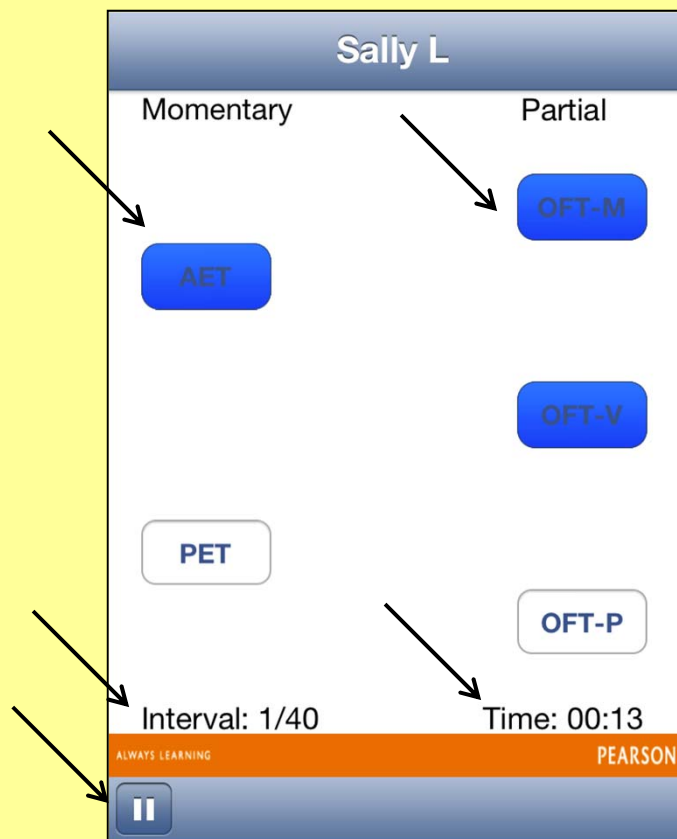 Sally L
Momentary Partial
OFT-M
AET
OFT-V
PET
OFT-P
Interval: 1/40 Time: 00:13
ALWAYS LEARNING PEARSON